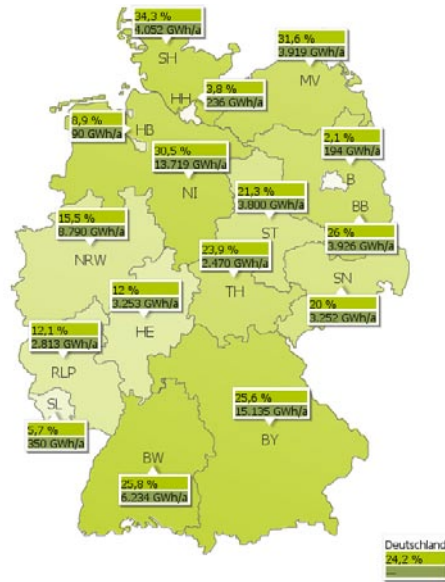 34,3 %
4.052 GWh/a
SH
31,6 %
3.919 GWh/a
MV
3,8 %
236 GWh/a
HH
8,9 %
90 GWh/a
HB
2,1 %
194 GWh/a
B
30,5 %
13.719 GWh/a
NI
21,3 %
3.800 GWh/a
ST
BB
26 %
3.926 GWh/a
15,5 %
8.790 GWh/a
NRW
23,9 %
2.470 GWh/a
TH
SN
20 %
3.252 GWh/a
12 %
3.253 GWh/a
HE
12,1 %
2.813 GWh/a
RLP
SL
5,7 %
350 GWh/a
25,6 %
15.135 GWh/a
BY
BW
25,8 %
6.234 GWh/a
Deutschland
24,2 %
---